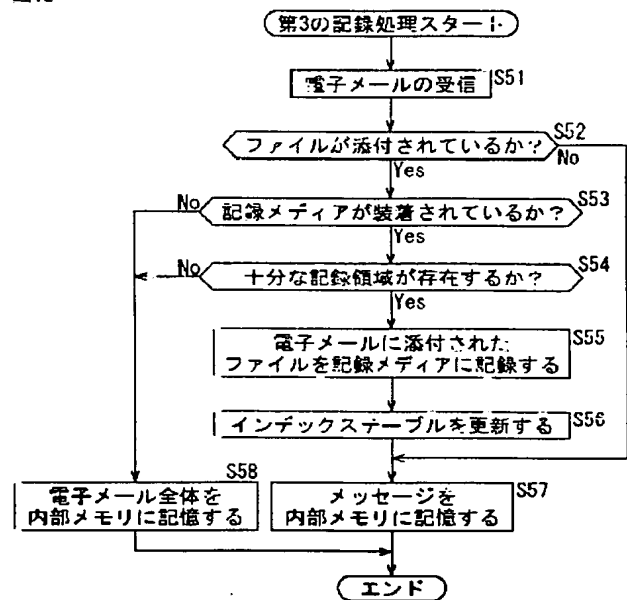 第3の記録処理スタート
電子メールの受信 S51
ファイルが添付されているか? S52
No
Yes
No 記録メディアが装着されているか? S53
Yes
No 十分な記録領域が存在するか? S54
Yes
電子メールに添付された S55
ファイルを記録メディアに記録する
インデックステーブルを更新する S56
S58
電子メール全体を
内部メモリに記憶する
メッセージを S57
内部メモリに記憶する
エンド